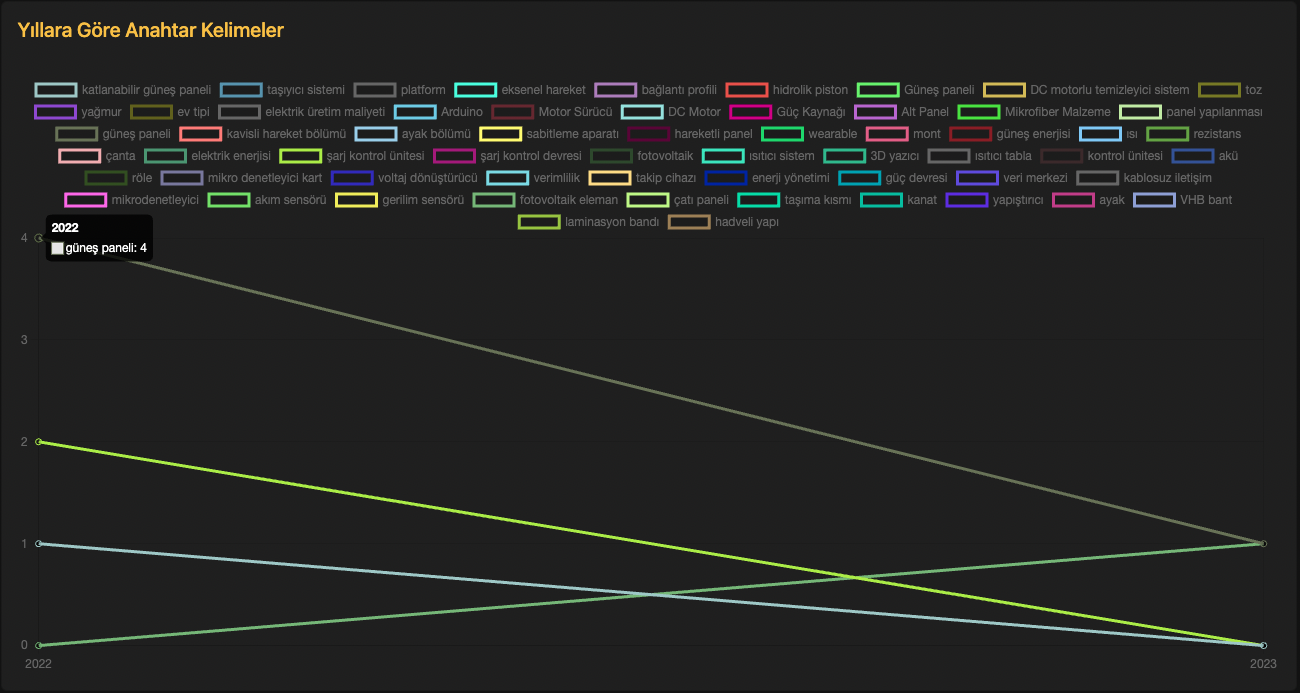 Yıllara Göre Anahtar Kelimeler
katlanabilir güneş paneli taşıyıcı sistemi platform eksenel hareket bağlantı profili hidrolik piston Güneş paneli DC motorlu temizleyici sistem toz
yağmur ev tipi elektrik üretim maliyeti Arduino Motor Sürücü DC Motor Güç Kaynağı Alt Panel Mikrofiber Malzeme panel yapılanması
güneş paneli kavisli hareket bölümü ayak bölümü sabitleme aparatı hareketli panel wearable mont güneş enerjisi ısı rezistans
çanta elektrik enerjisi şarj kontrol ünitesi şarj kontrol devresi fotovoltaik ısıtıcı sistem 3D yazıcı ısıtıcı tabla kontrol ünitesi akü
röle mikro denetleyici kart voltaj dönüştürücü verimlilik takip cihazı enerji yönetimi güç devresi veri merkezi kablosuz iletişim
mikrodenetleyici akım sensörü gerilim sensörü fotovoltaik eleman çatı paneli taşıma kısmı kanat yapıştırıcı ayak VHB bant
laminasyon bandı hadveli yapı
2022
güneş paneli: 4
4
3
2
1
0
2022 2023